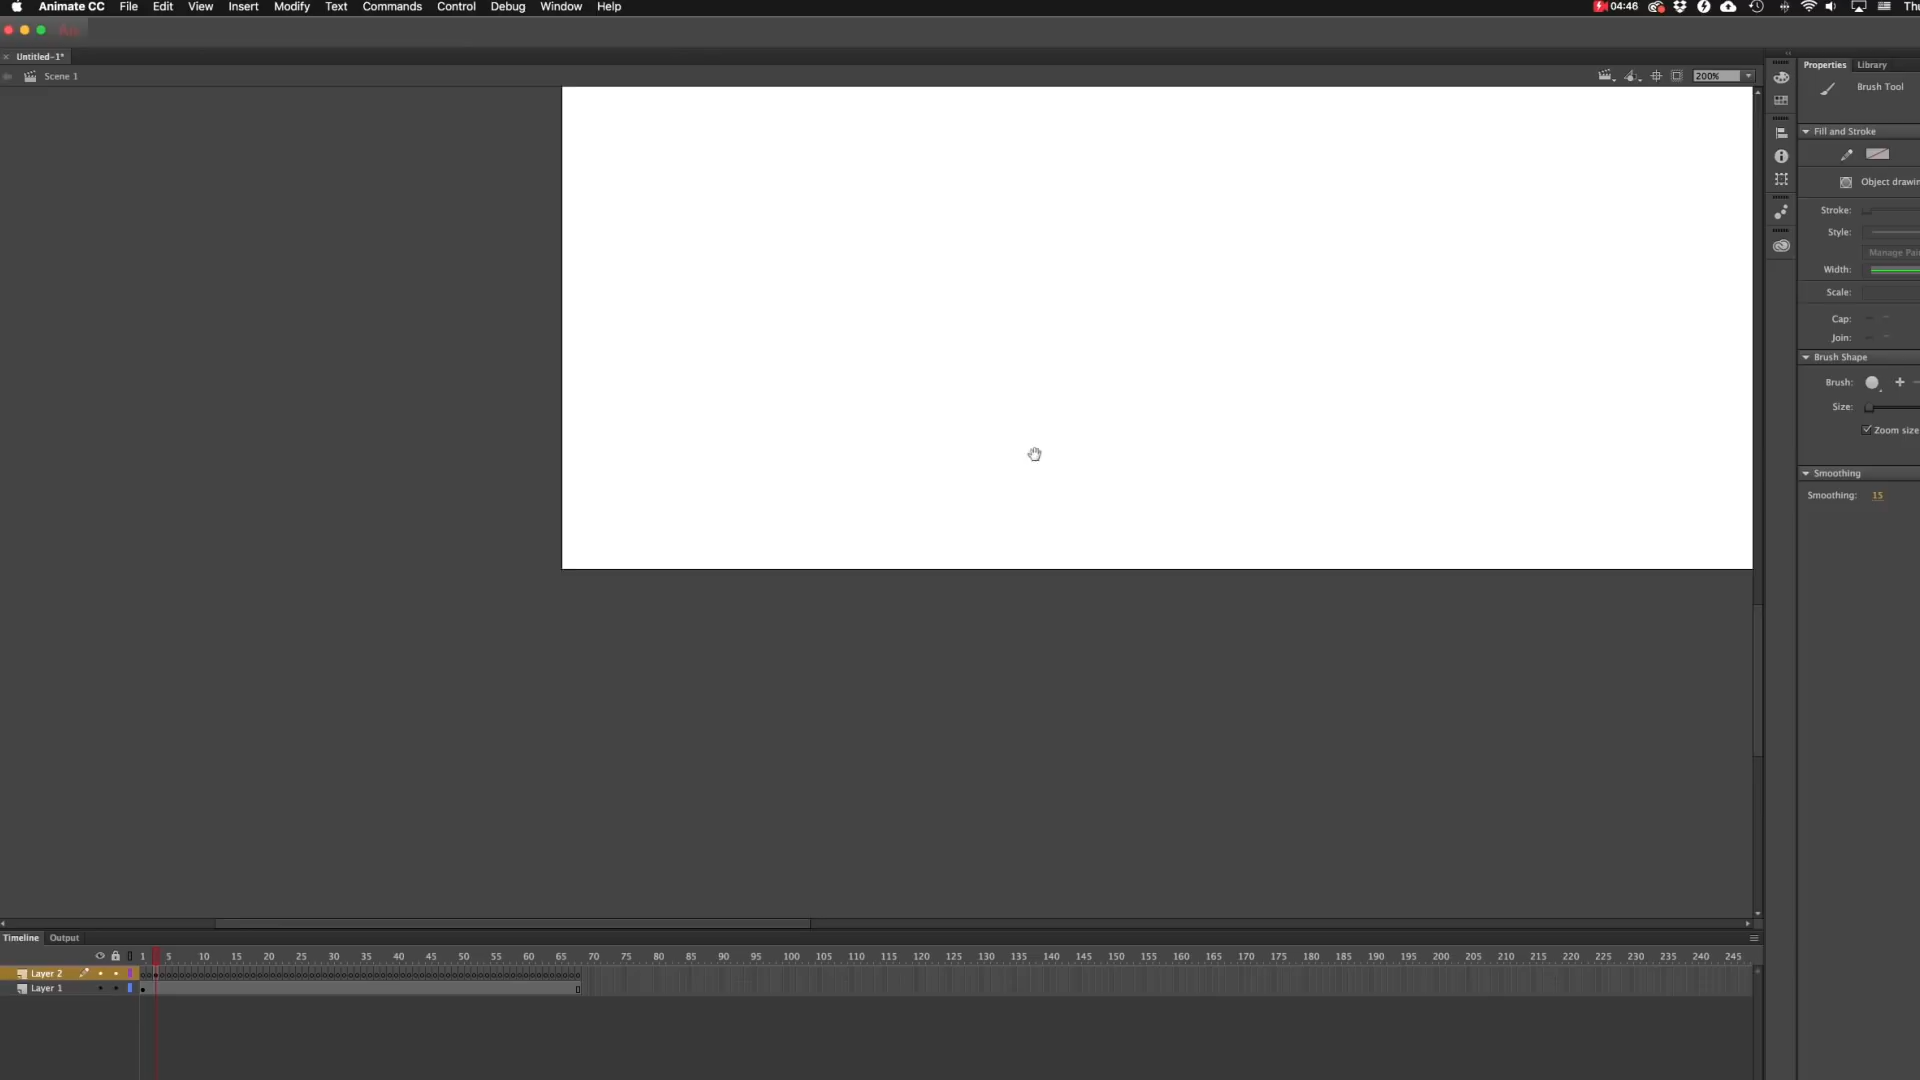 Animate CC File Edit View Insert Modify Text Commands Control Debug Window Help 04:46
An
Untitled-1*
Scene 1 200%
Properties Library
Brush Tool
Fill and Stroke
Object drawin
Stroke:
Style:
Manage Pai
Width:
Scale:
Cap:
Join:
Brush Shape
Brush:
Size:
Zoom size
Smoothing
Smoothing: 15
Timeline Output
1 5 10 15 20 25 30 35 40 45 50 55 60 65 70 75 80 85 90 95 100 105 110 115 120 125 130 135 140 145 150 155 160 165 170 175 180 185 190 195 200 205 210 215 220 225 230 235 240 245
Layer 2
Layer 1